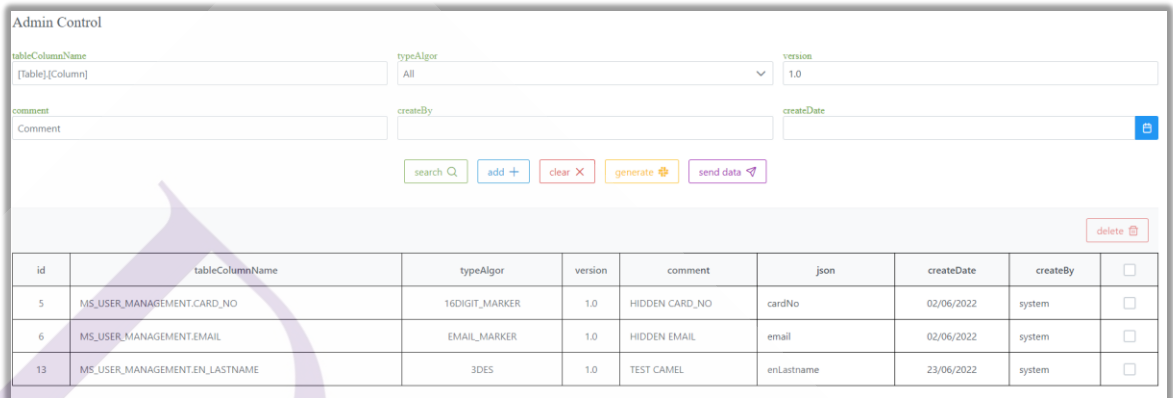 Admin Control
tableColumnName typeAlgor version
[Table].[Column] All 1.0
comment createBy createDate
Comment
search add clear generate send data
delete
id tableColumnName typeAlgor version comment json createDate createBy
5 MS_USER_MANAGEMENT.CARD_NO 16DIGIT_MARKER 1.0 HIDDEN CARD_NO cardNo 02/06/2022 system
6 MS_USER_MANAGEMENT.EMAIL EMAIL_MARKER 1.0 HIDDEN EMAIL email 02/06/2022 system
13 MS_USER_MANAGEMENT.EN_LASTNAME 3DES 1.0 TEST CAMEL enLastname 23/06/2022 system